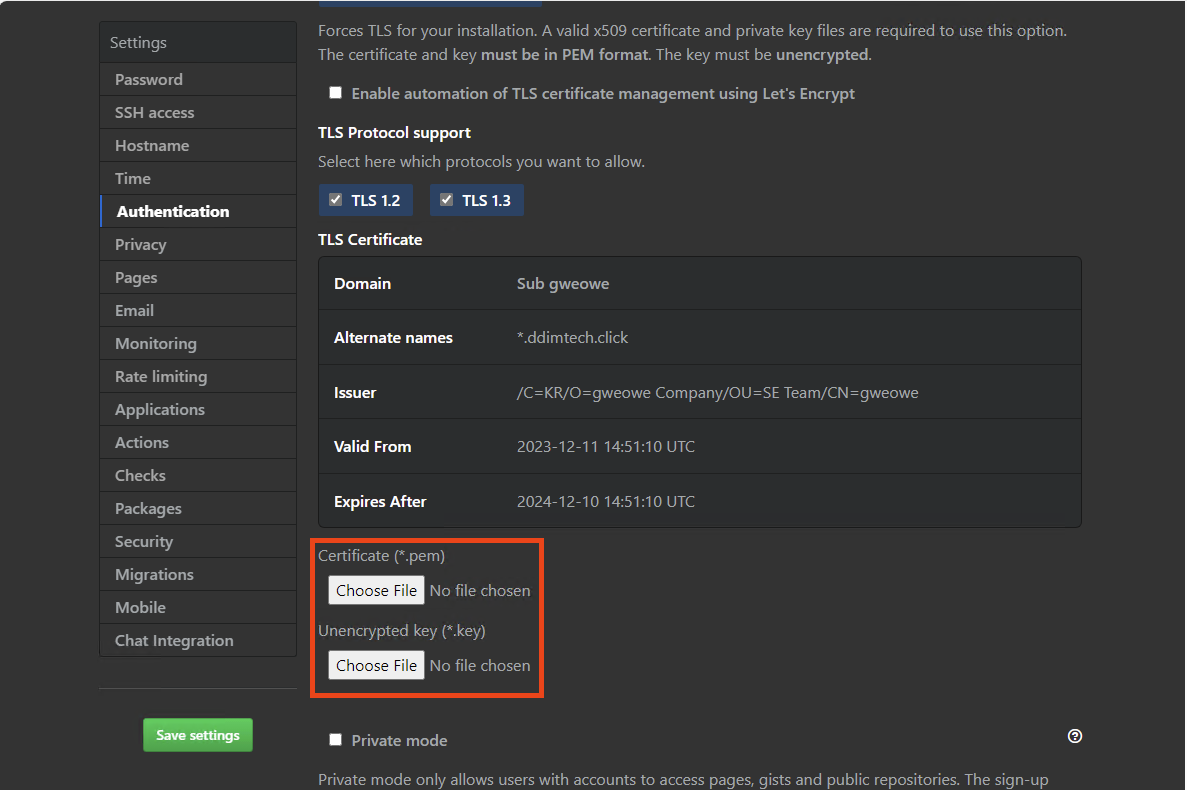 Settings
Password
SSH access
Hostname
Time
Authentication
Privacy
Pages
Email
Monitoring
Rate limiting
Applications
Actions
Checks
Packages
Security
Migrations
Mobile
Chat Integration
Save settings
Forces TLS for your installation. A valid x509 certificate and private key files are required to use this option.
The certificate and key must be in PEM format. The key must be unencrypted.
Enable automation of TLS certificate management using Let's Encrypt
TLS Protocol support
Select here which protocols you want to allow.
TLS 1.2 TLS 1.3
TLS Certificate
Domain Sub gweowe
Alternate names *.ddimtech.click
Issuer /C=KR/O=gweowe Company/OU=SE Team/CN=gweowe
Valid From 2023-12-11 14:51:10 UTC
Expires After 2024-12-10 14:51:10 UTC
Certificate (*.pem)
Choose File No file chosen
Unencrypted key (*.key)
Choose File No file chosen
Private mode
Private mode only allows users with accounts to access pages, gists and public repositories. The sign-up